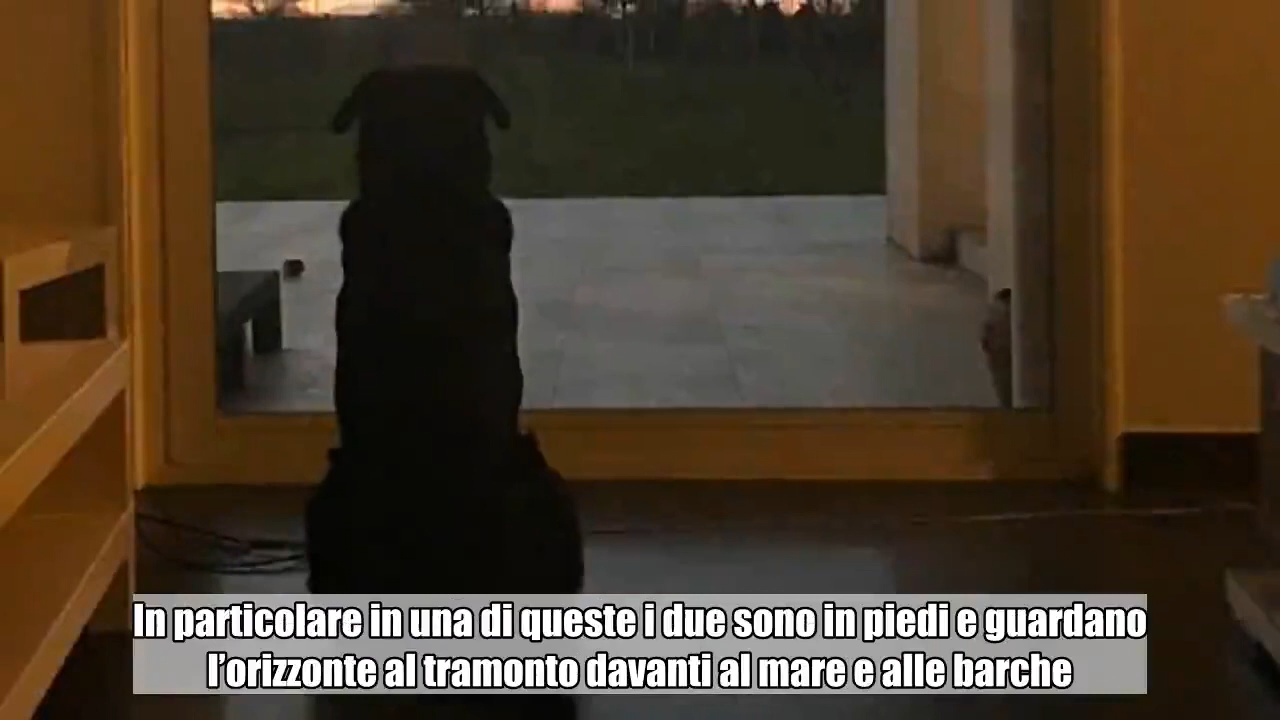 In particolare in una di queste i due sono in piedi e guardano
l’orizzonte al tramonto davanti al mare e alle barche